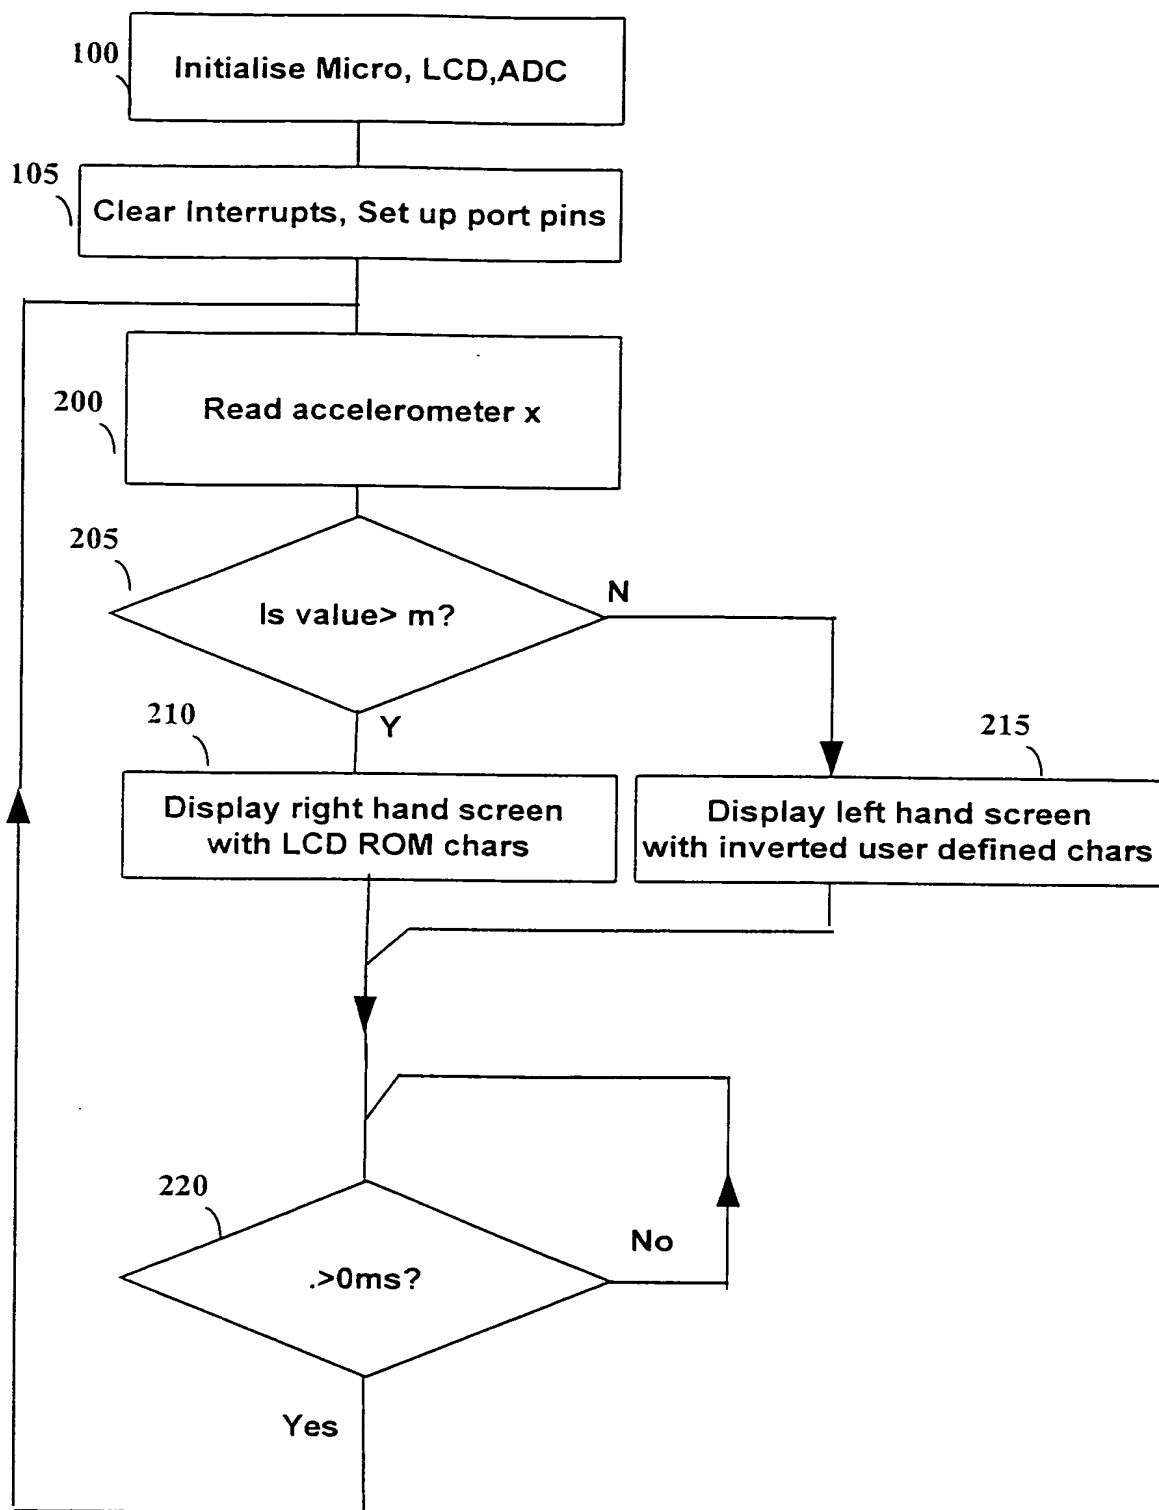 100
Initialise Micro, LCD,ADC
105
Clear Interrupts, Set up port pins
200
Read accelerometer x
205
Is value> m?
N
Y
210
215
Display right hand screen
with LCD ROM chars
Display left hand screen
with inverted user defined chars
220
.>0ms?
No
Yes